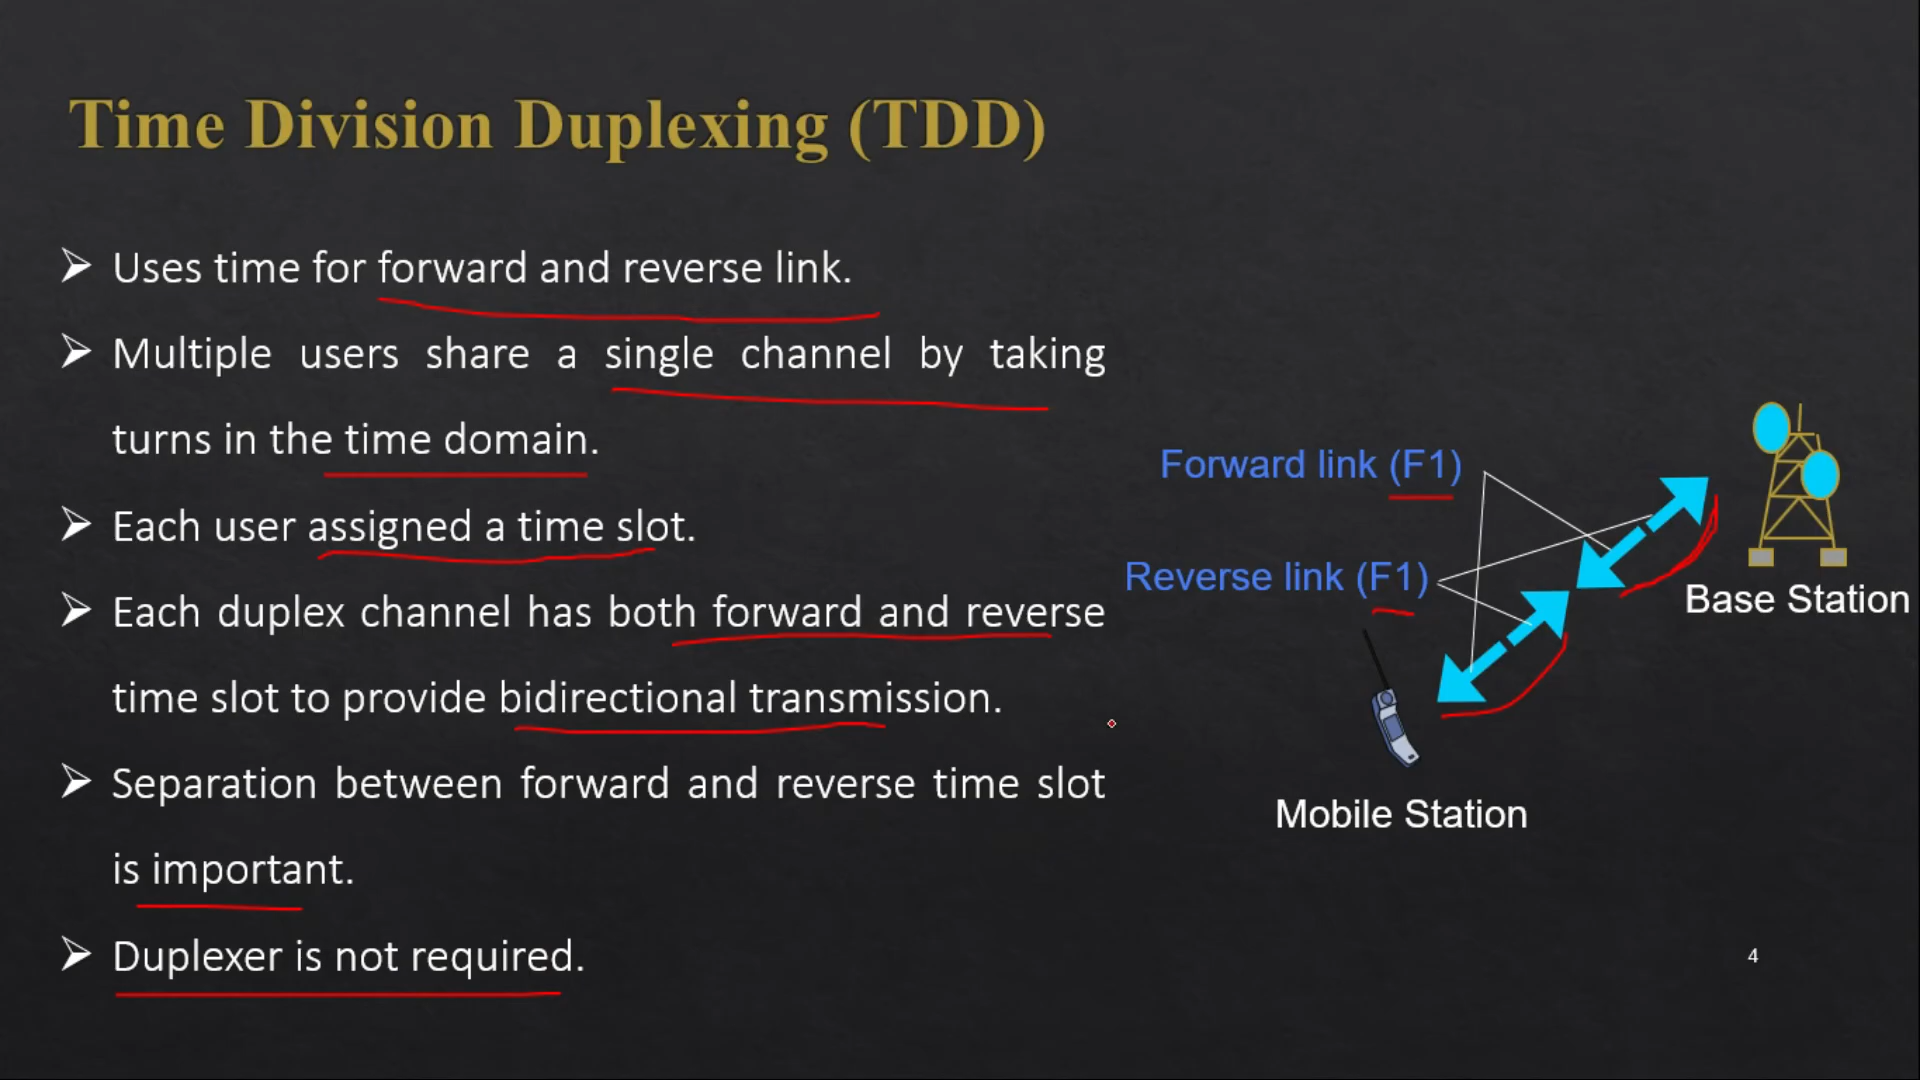 Time Division Duplexing (TDD)
➢ Uses time for forward and reverse link.
➢ Multiple users share a single channel by taking
turns in the time domain.
➢ Each user assigned a time slot.
➢ Each duplex channel has both forward and reverse
time slot to provide bidirectional transmission.
➢ Separation between forward and reverse time slot
is important.
➢ Duplexer is not required.
Forward link (F1)
Reverse link (F1)
Base Station
Mobile Station
4